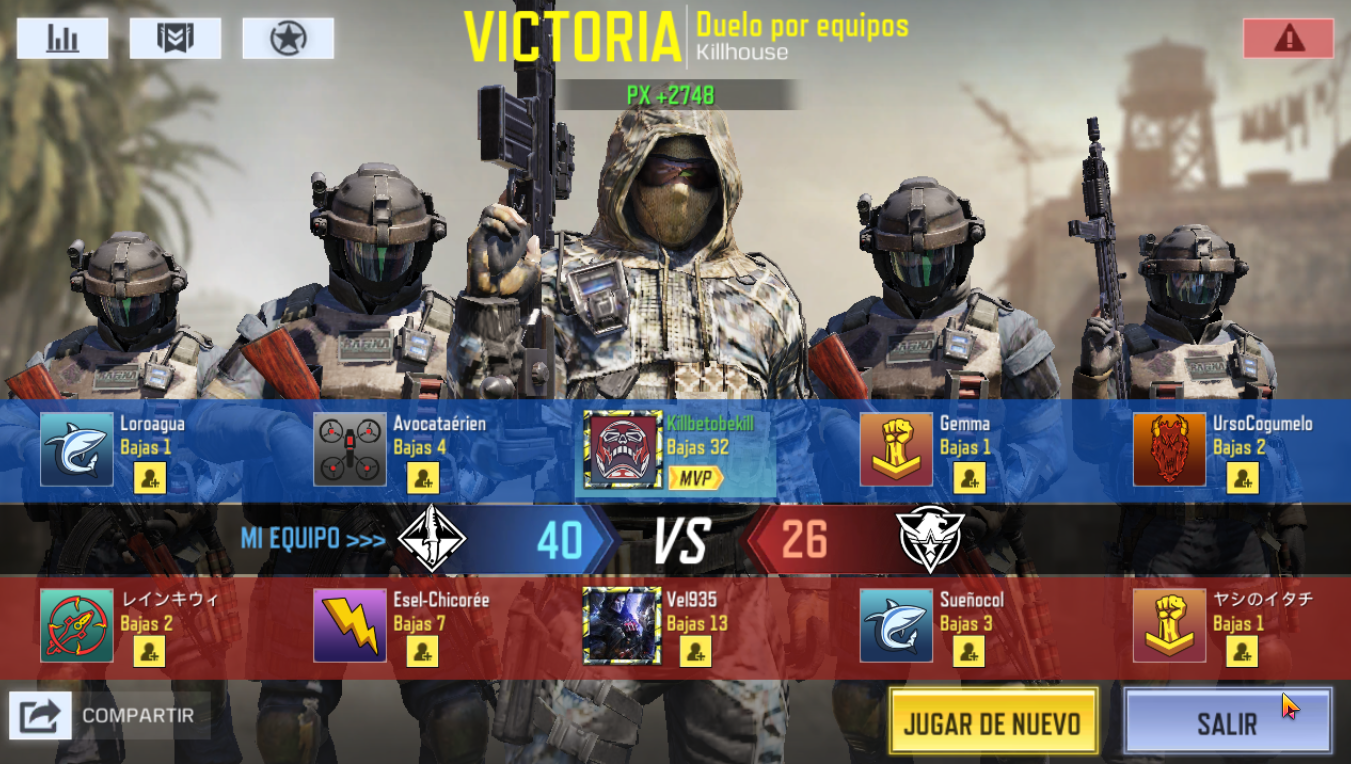 VICTORIA
Duelo por equipos
Killhouse
PX +2748
Loroagua
Bajas 1
Avocataérien
Bajas 4
Killbetobekill
Bajas 32
MVP
Gemma
Bajas 1
UrsoCogumelo
Bajas 2
MI EQUIPO >>>
40
VS
26
レインキウィ
Bajas 2
Esel-Chicorée
Bajas 7
Vel935
Bajas 13
Sueñocol
Bajas 3
ヤシのイタチ
Bajas 1
COMPARTIR
JUGAR DE NUEVO
SALIR